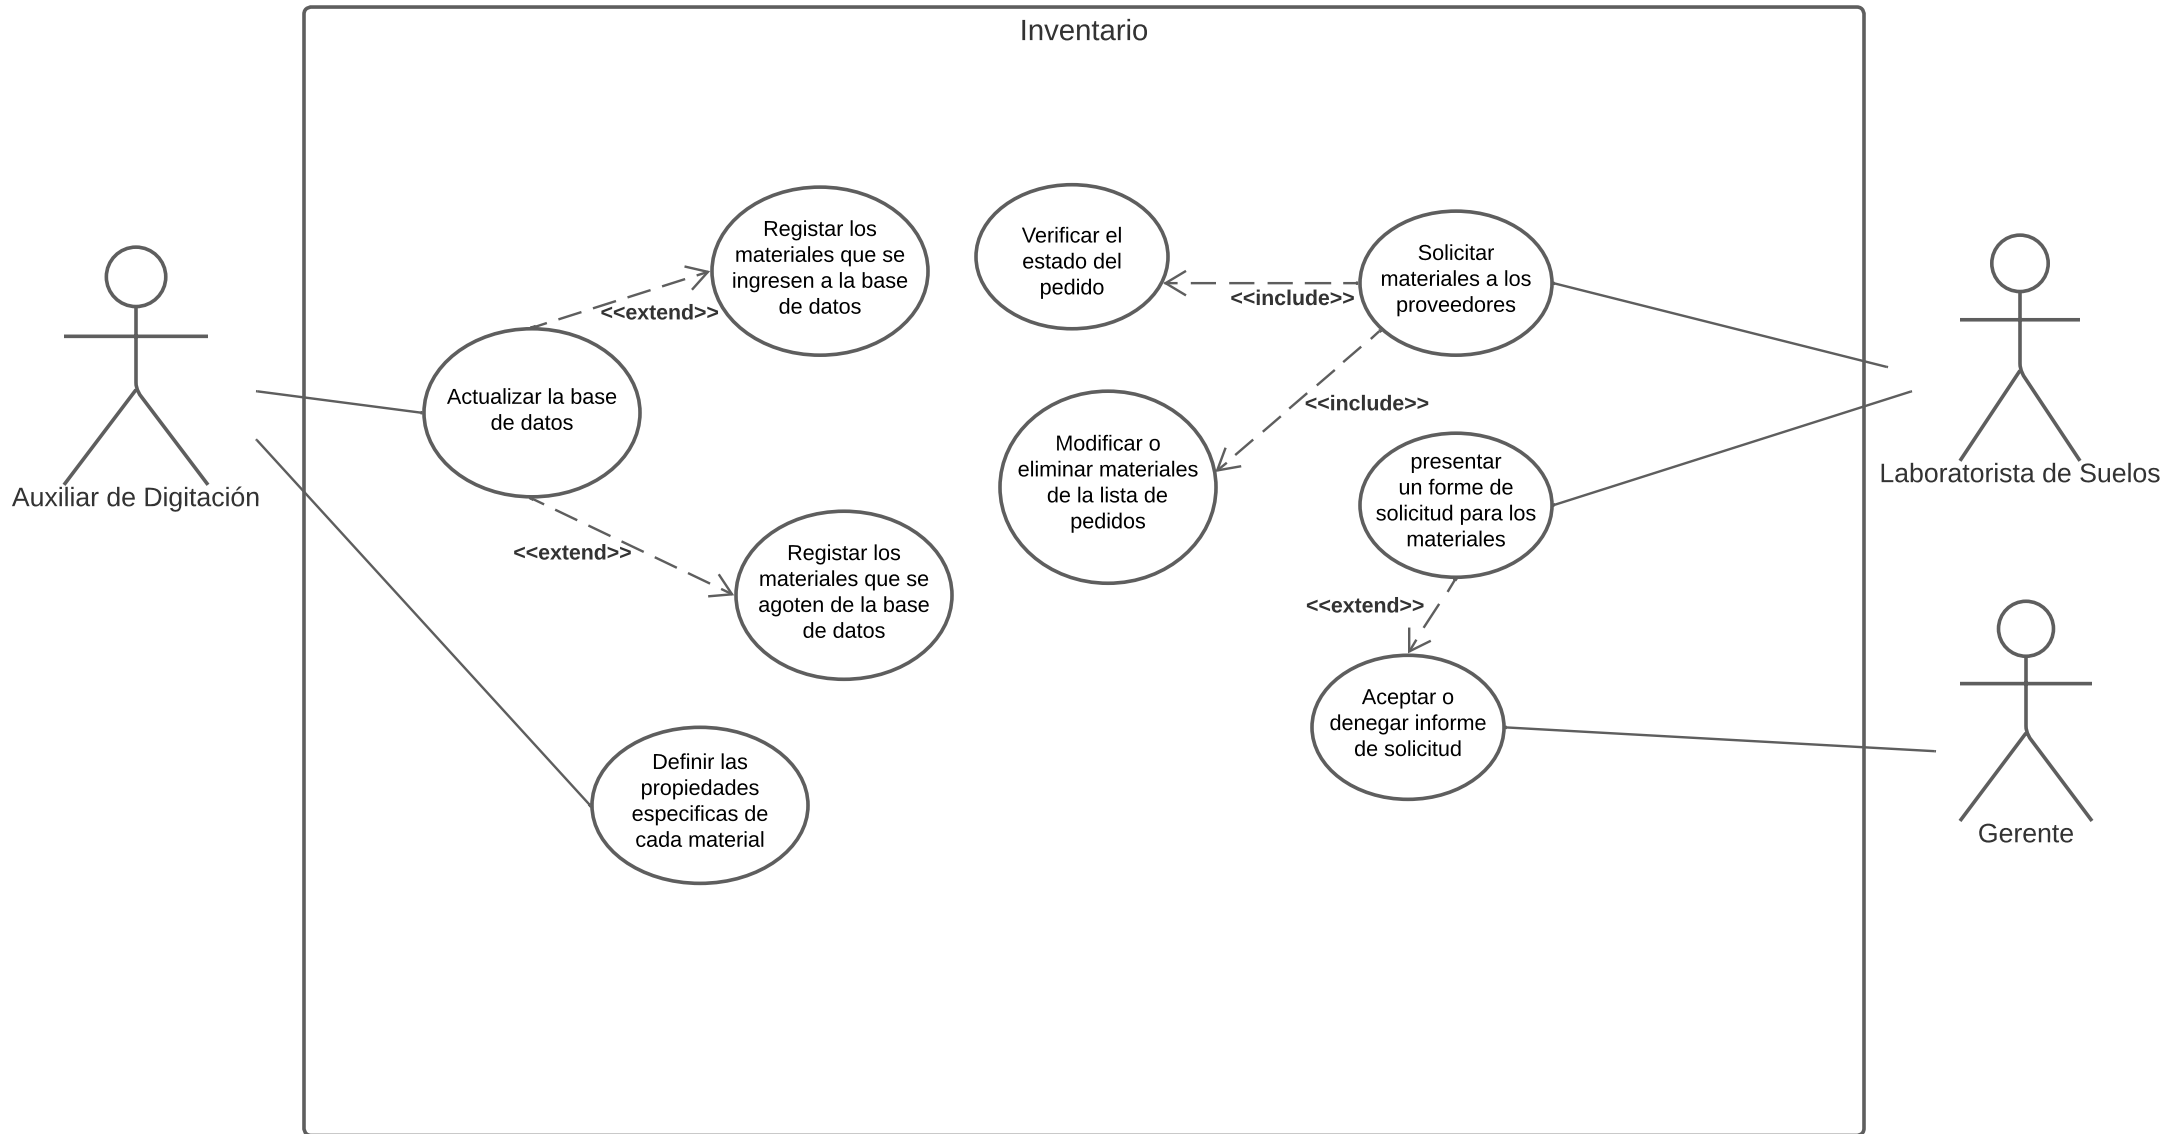 Inventario
Auxiliar de Digitación
Actualizar la base
de datos
<<extend>>
Registar los
materiales que se
ingresen a la base
de datos
<<extend>>
Registar los
materiales que se
agoten de la base
de datos
Definir las
propiedades
especificas de
cada material
Verificar el
estado del
pedido
<<include>>
Solicitar
materiales a los
proveedores
<<include>>
Modificar o
eliminar materiales
de la lista de
pedidos
presentar
un forme de
solicitud para los
materiales
<<extend>>
Aceptar o
denegar informe
de solicitud
Laboratorista de Suelos
Gerente